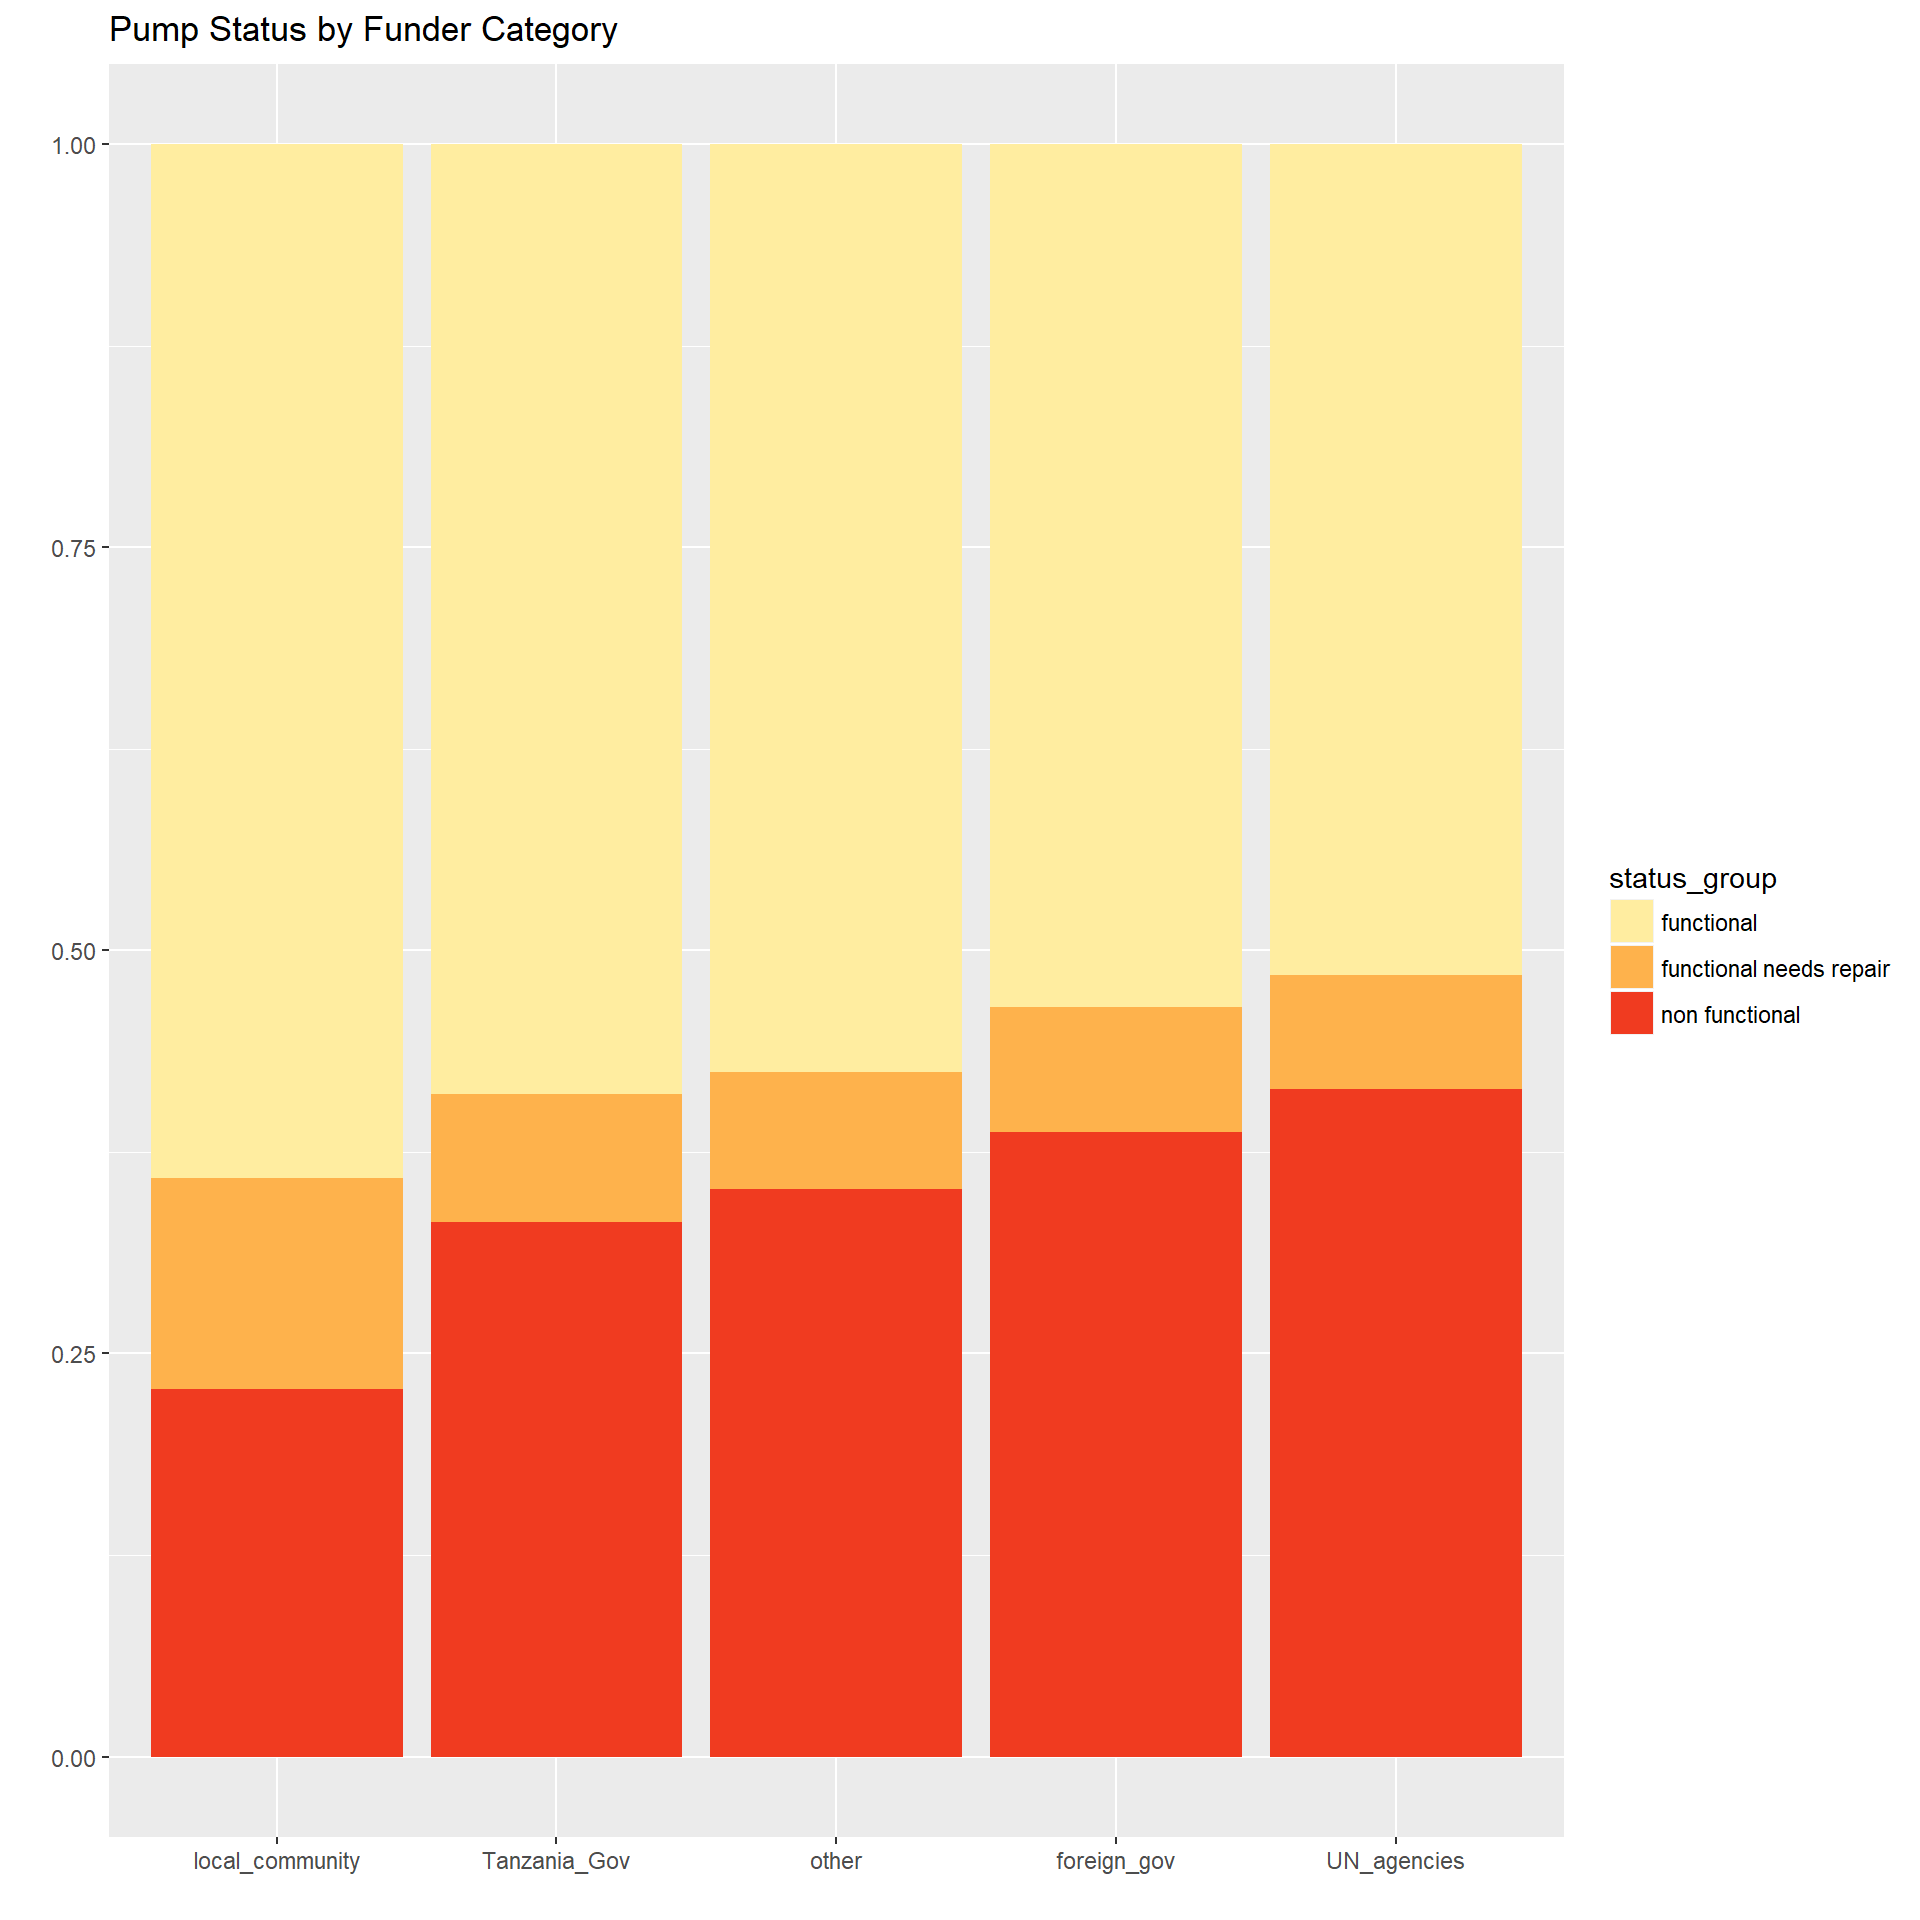 Pump Status by Funder Category
1.00
0.75
0.50
0.25
0.00
local_community
Tanzania_Gov
other
foreign_gov
UN_agencies
status_group
functional
functional needs repair
non functional